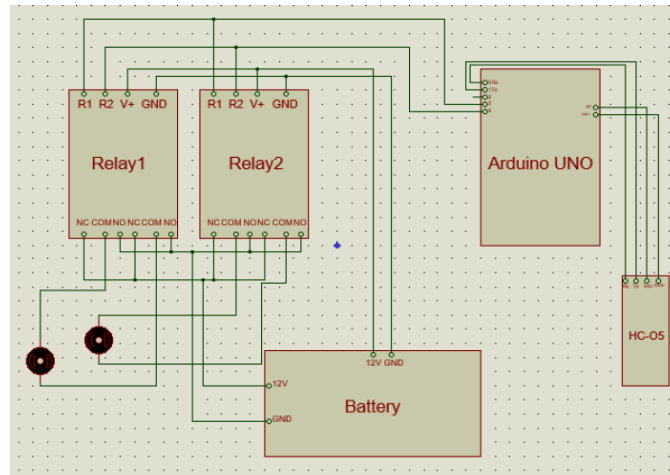 R1 R2 V+ GND
R1 R2 V+ GND
Relay1
Relay2
Arduino UNO
NC COM NO NC COM NO
NC COM NO NC COM NO
HC-O5
12V GND
12V
Battery
GND